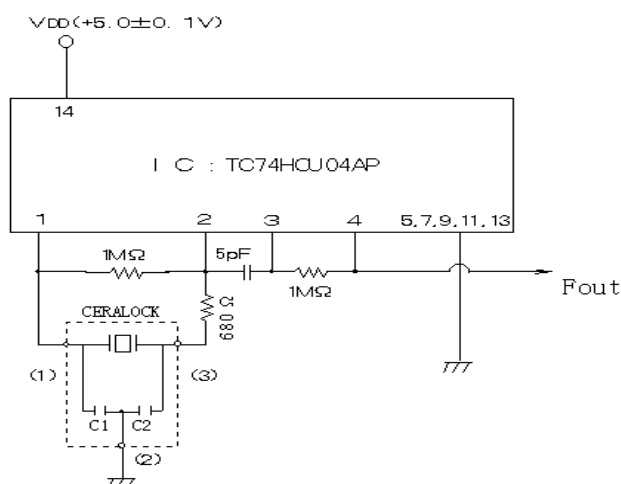 VDD(+5.0±0.1V)
14
IC:TC74HCU04AP
1 2 3 4 5,7,9,11,13
1MΩ 5pF 1MΩ
Fout
680Ω
CERALOCK
(1) (3)
C1 C2
(2)